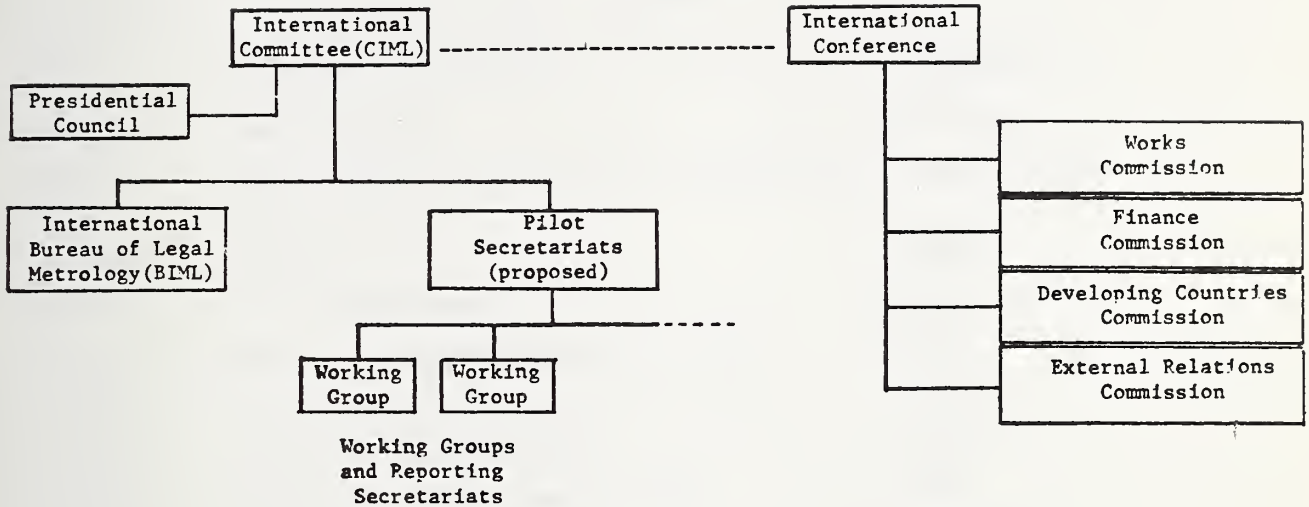 International
Committee(CIML)
International
Conference
Presidential
Council
Works
Commission
International
Bureau of Legal
Metrology(BIML)
Pilot
Secretariats
(proposed)
Finance
Commission
Developing Countries
Commission
External Relations
Commission
Working
Group
Working
Group
Working Groups
and Reporting
Secretariats